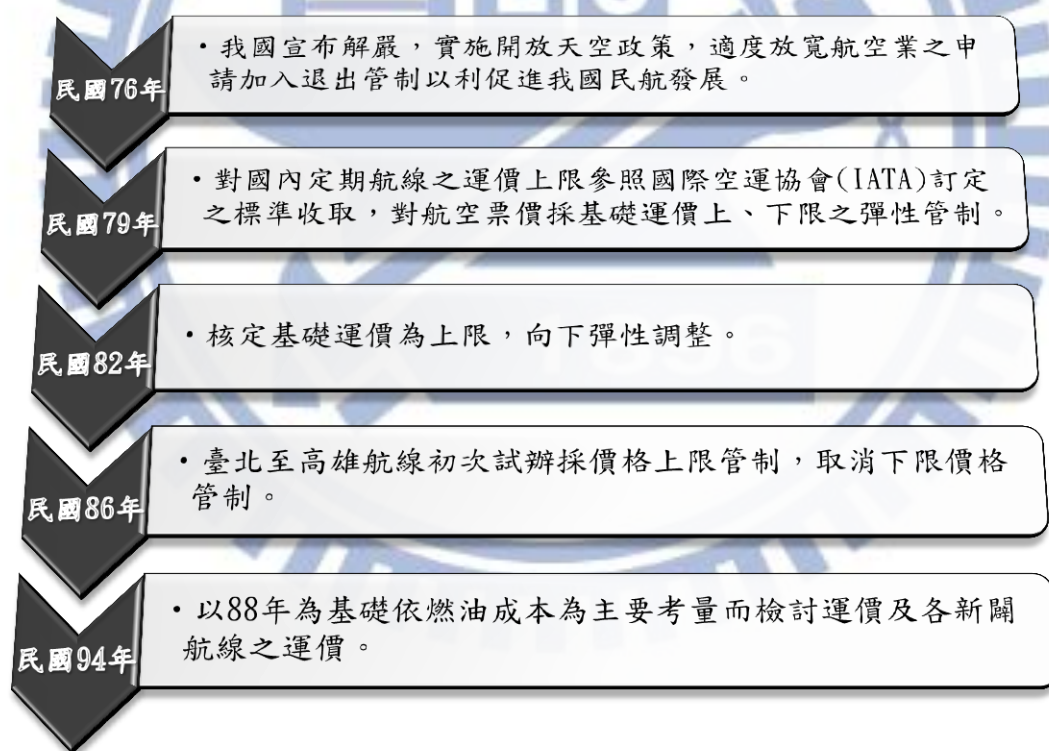 民國76年
•我國宣布解嚴，實施開放天空政策，適度放寬航空業之申
請加入退出管制以利促進我國民航發展。
民國79年
•對國內定期航線之運價上限參照國際空運協會(IATA)訂定
之標準收取，對航空票價採基礎運價上、下限之彈性管制。
民國82年
•核定基礎運價為上限，向下彈性調整。
民國86年
•臺北至高雄航線初次試辦採價格上限管制，取消下限價格
管制。
民國94年
•以88年為基礎依燃油成本為主要考量而檢討運價及各新闢
航線之運價。